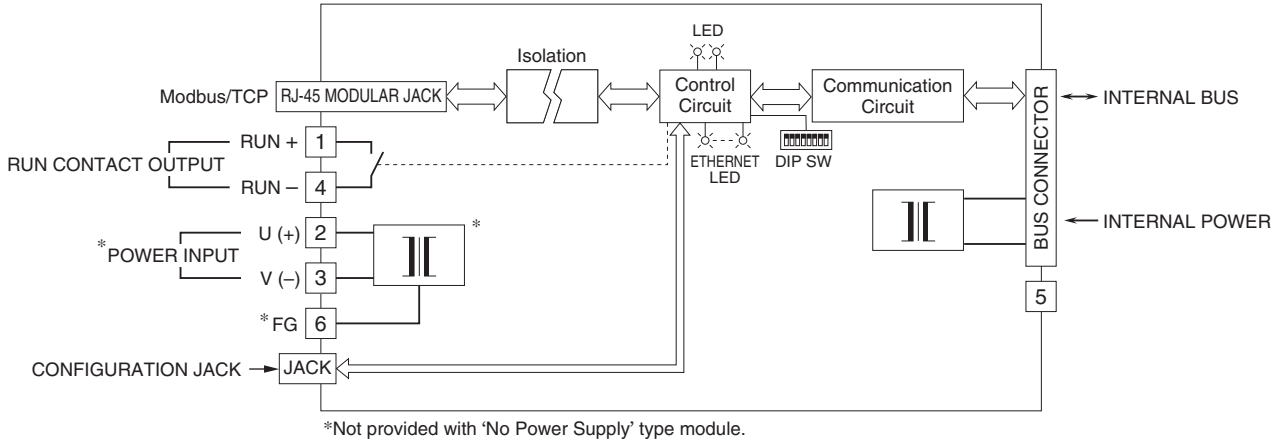 LED
Isolation
Modbus/TCP
RJ-45 MODULAR JACK
Control
Circuit
Communication
Circuit
BUS CONNECTOR
INTERNAL BUS
RUN CONTACT OUTPUT
RUN +
1
RUN –
4
ETHERNET
LED
DIP SW
*POWER INPUT
U (+)
2
*
V (–)
3
INTERNAL POWER
5
*FG
6
CONFIGURATION JACK
JACK
*Not provided with ‘No Power Supply’ type module.